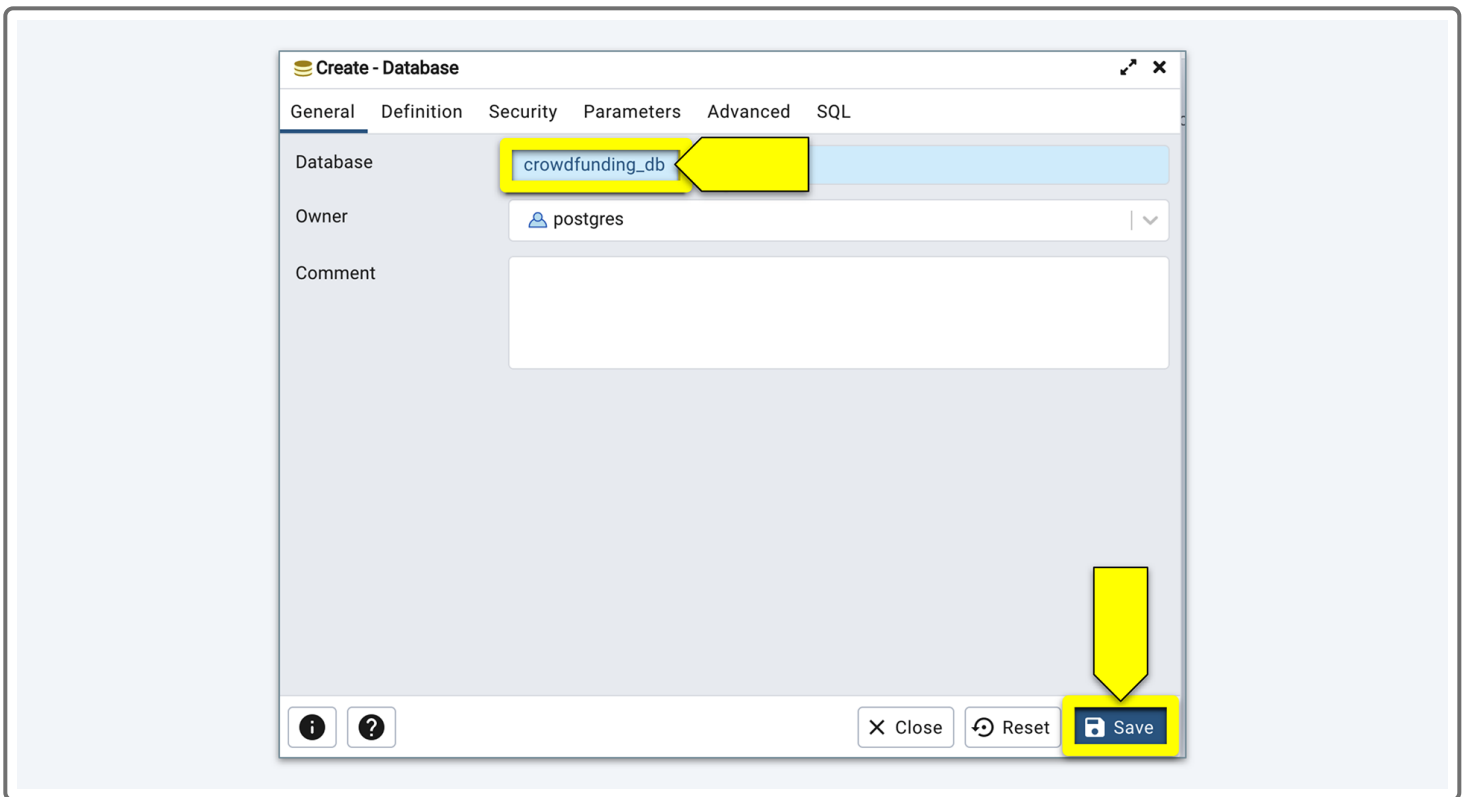 Create - Database
General Definition Security Parameters Advanced SQL
Database crowdfunding_db
Owner postgres
Comment
Close Reset Save